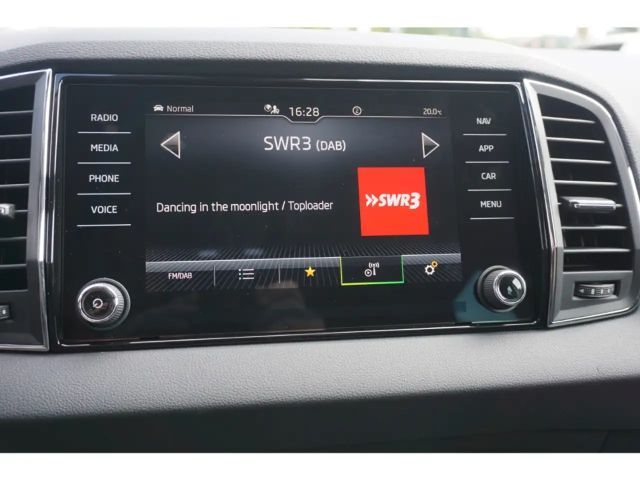 RADIO
MEDIA
PHONE
VOICE
Normal
16:28
20.0°C
SWR3 (DAB)
Dancing in the moonlight / Toploader
SWR3
FM/DAB
NAV
APP
CAR
MENU